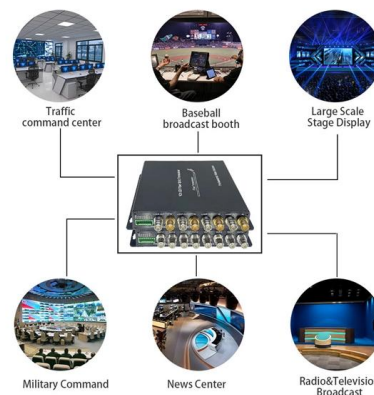 Traffic
command center
Baseball
broadcast booth
Large Scale
Stage Display
Military Command
News Center
Radio&Televisio
Broadcast